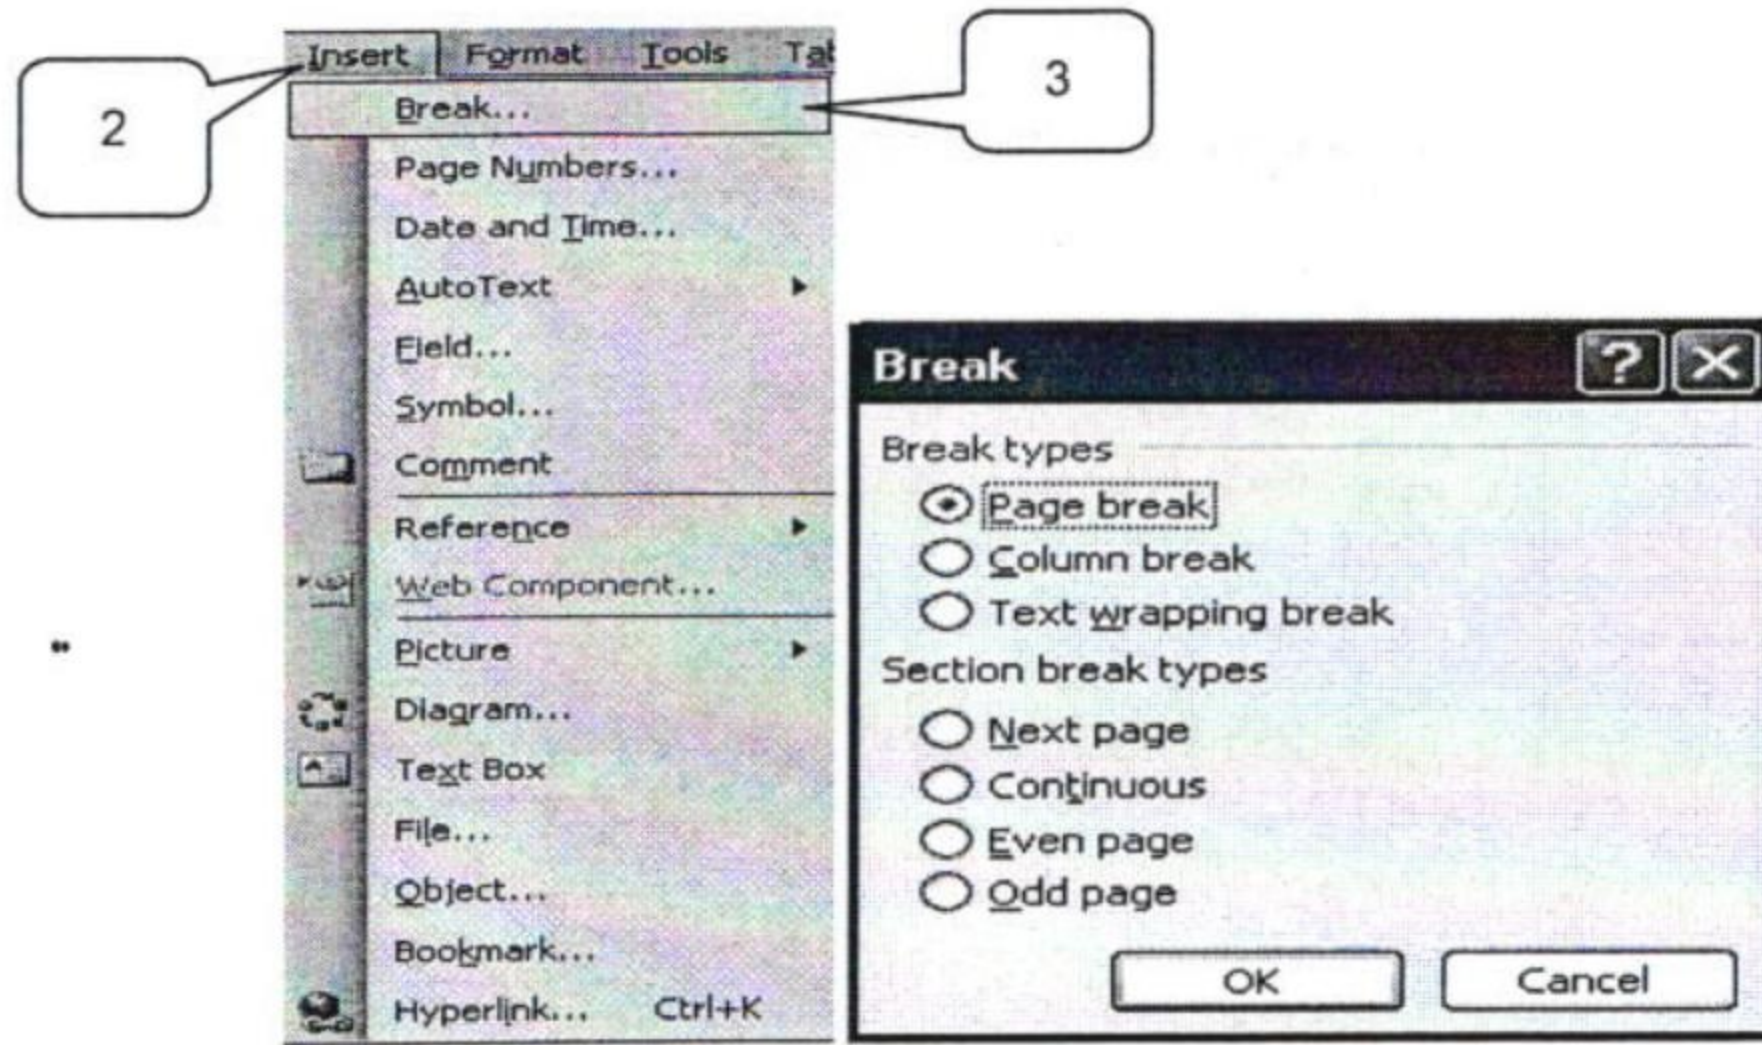 2
3
Insert Format Tools Tab
Break...
Page Numbers...
Date and Time...
AutoText
Field...
Symbol...
Comment
Reference
Web Component...
Picture
Diagram...
Text Box
File...
Object...
Bookmark...
Hyperlink... Ctrl+K
Break
Break types
Page break
Column break
Text wrapping break
Section break types
Next page
Continuous
Even page
Odd page
OK Cancel